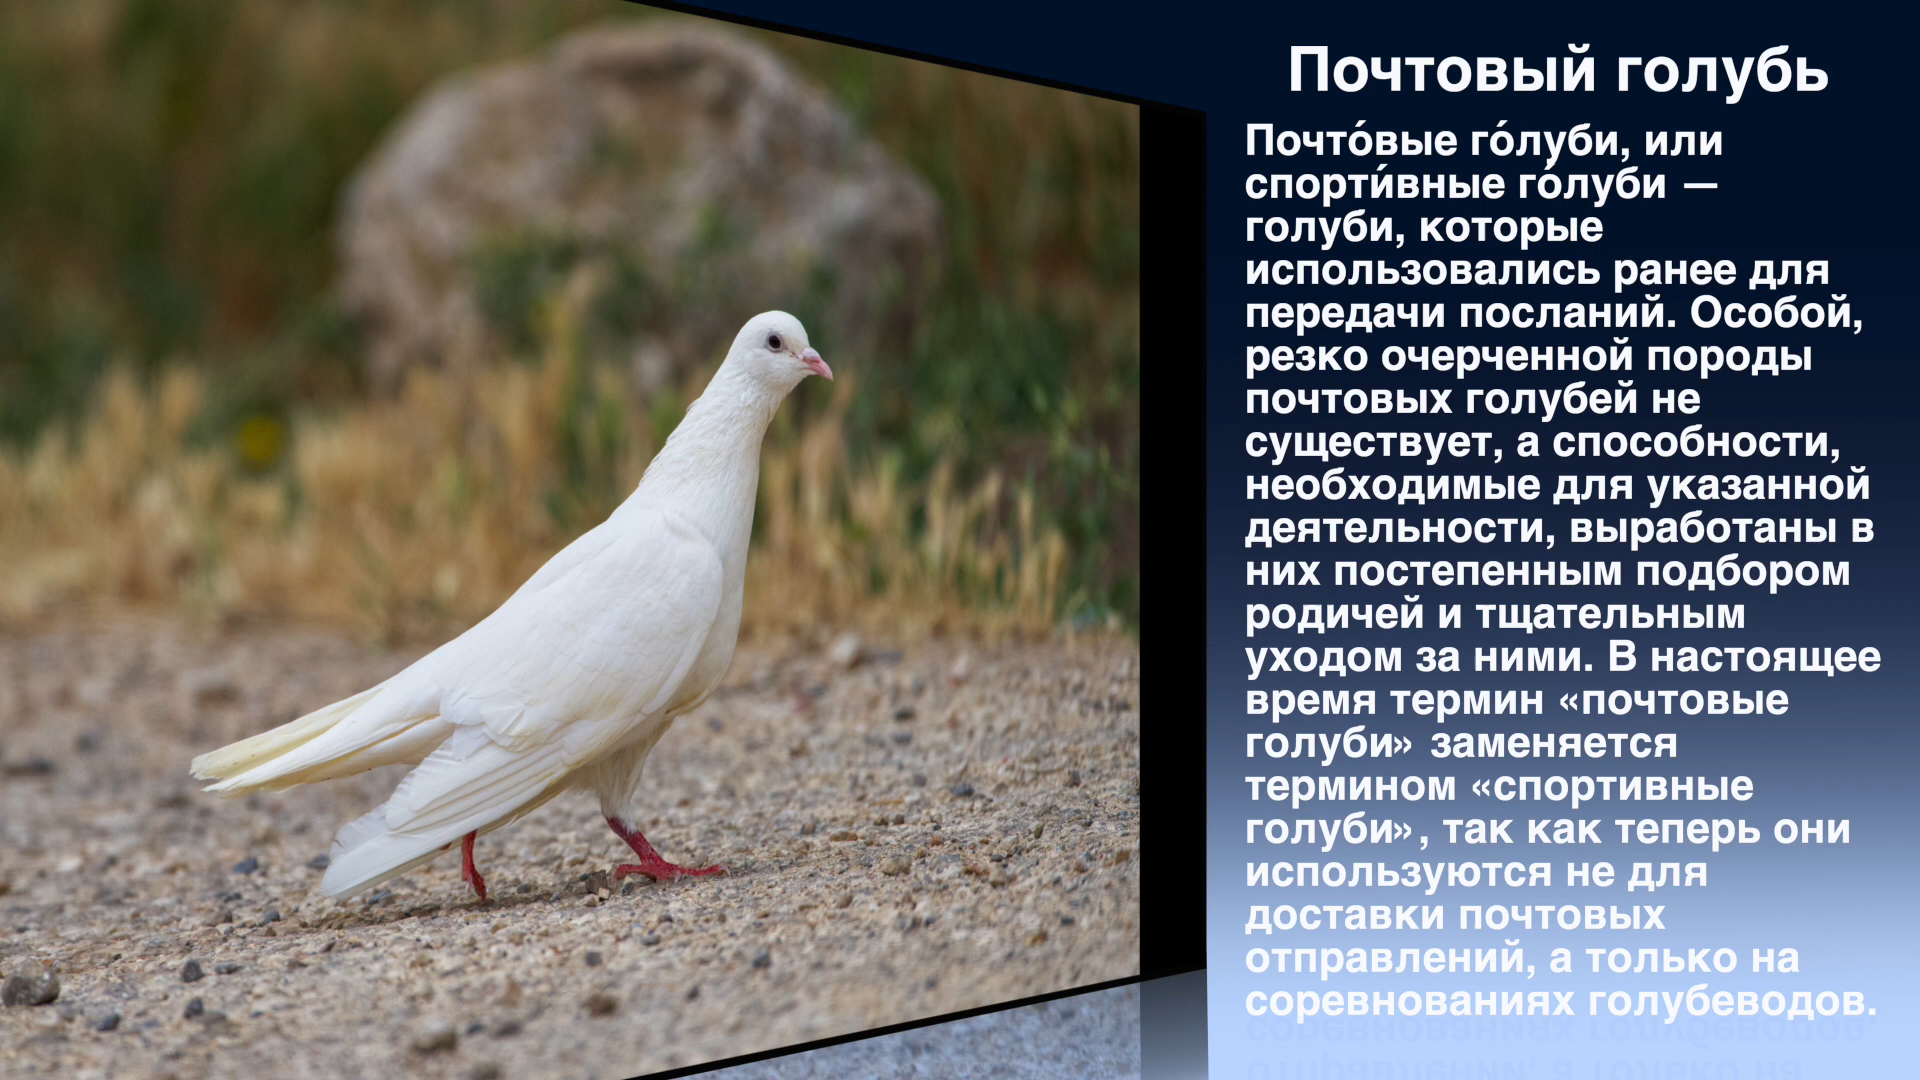 Почтовый голубь
Почто́вые го́луби, или
спорти́вные го́луби —
голуби, которые
использовались ранее для
передачи посланий. Особой,
резко очерченной породы
почтовых голубей не
существует, а способности,
необходимые для указанной
деятельности, выработаны в
них постепенным подбором
родичей и тщательным
уходом за ними. В настоящее
время термин «почтовые
голуби» заменяется
термином «спортивные
голуби», так как теперь они
используются не для
доставки почтовых
отправлений, а только на
соревнованиях голубеводов.